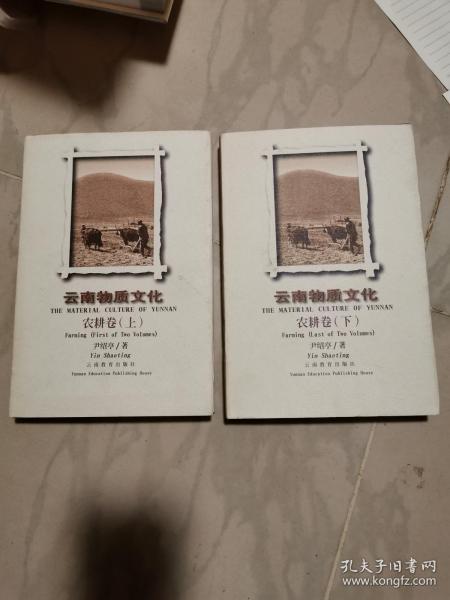 云南物质文化
THE MATERIAL CULTURE OF YUNNAN
农耕卷(上)
Farming (First of Two Volumes)
尹绍亭/著
Yin Shaoting
云南教育出版社
Yunnan Education Publishing House
云南物质文化
THE MATERIAL CULTURE OF YUNNAN
农耕卷(下)
Farming (Last of Two Volumes)
尹绍亭/著
Yin Shaoting
云南教育出版社
Yunnan Education Publishing House
孔夫子旧书网
www.kongfz.com